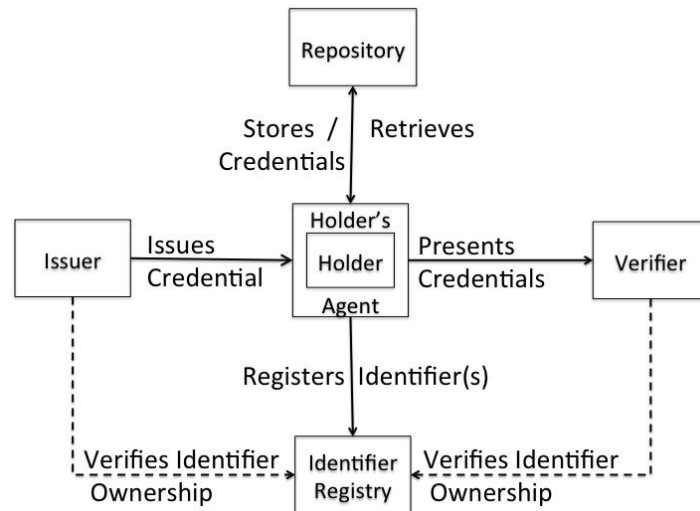 Repository
Stores / Retrieves
Credentials
Holder's
Holder
Agent
Issuer
Issues
Credential
Presents
Credentials
Verifier
Registers Identifier(s)
Verifies Identifier
Ownership
Identifier
Registry
Verifies Identifier
Ownership